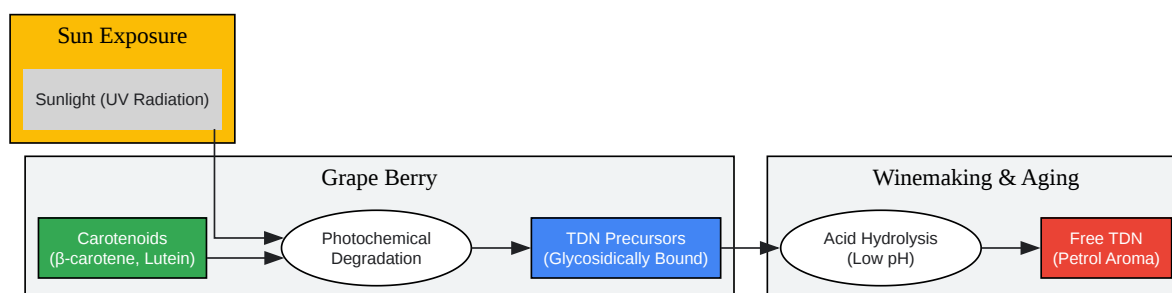 Sun Exposure
Sunlight (UV Radiation)
Grape Berry
Carotenoids
(β-carotene, Lutein)
Photochemical
Degradation
TDN Precursors
(Glycosidically Bound)
Winemaking & Aging
Acid Hydrolysis
(Low pH)
Free TDN
(Petrol Aroma)